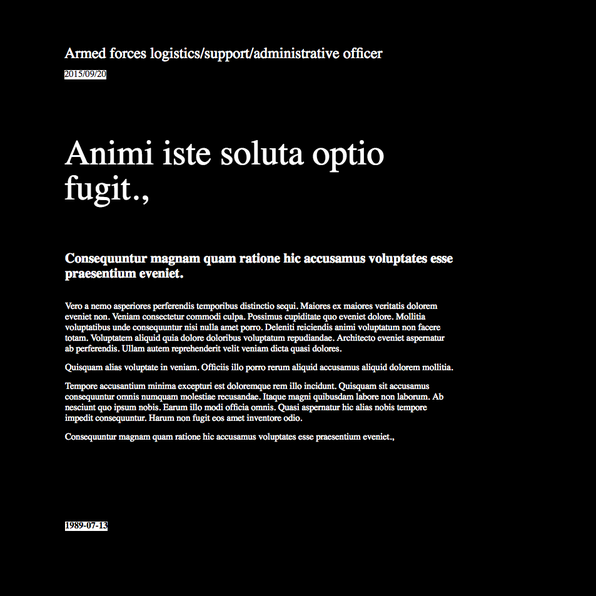 Armed forces logistics/support/administrative officer
2015/09/20
Animi iste soluta optio
fugit.,
Consequuntur magnam quam ratione hic accusamus voluptates esse
praesentium eveniet.
Vero a nemo asperiores perferendis temporibus distinctio sequi. Maiores ex maiores veritatis dolorem
eveniet non. Veniam consectetur commodi culpa. Possimus cupiditate quo eveniet dolore. Mollitia
voluptatibus unde consequuntur nisi nulla amet porro. Deleniti reiciendis animi voluptatum non facere
totam. Voluptatem aliquid quia dolore doloribus voluptatum repudiandae. Architecto eveniet aspernatur
ab perferendis. Ullam autem reprehenderit velit veniam dicta quasi dolores.
Quisquam alias voluptate in veniam. Officiis illo porro rerum aliquid accusamus aliquid dolorem mollitia.
Tempore accusantium minima excepturi est doloremque rem illo incidunt. Quisquam sit accusamus
consequuntur omnis numquam molestiae recusandae. Itaque magni quibusdam labore non laborum. Ab
nesciunt quo ipsum nobis. Earum illo modi officia omnis. Quasi aspernatur hic alias nobis tempore
impedit consequuntur. Harum non fugit eos amet inventore odio.
Consequuntur magnam quam ratione hic accusamus voluptates esse praesentium eveniet.,
1989-07-13